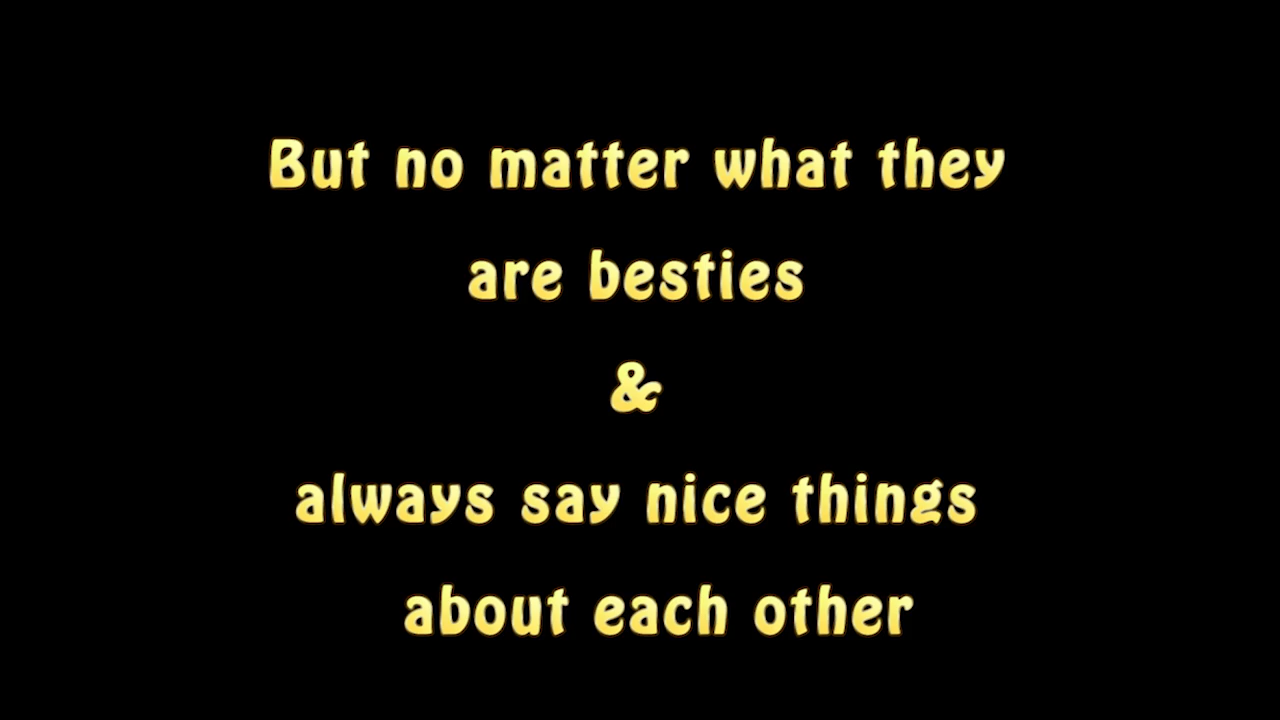 But no matter what they
are besties
&
always say nice things
about each other